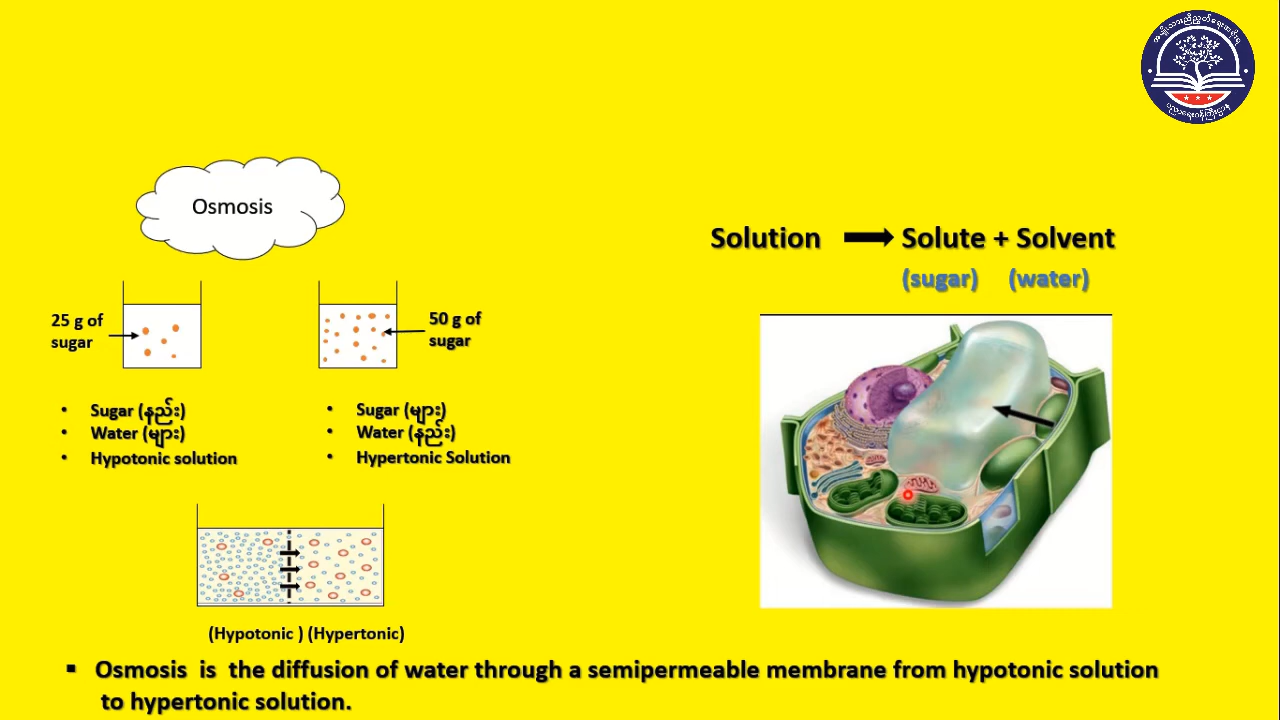 Osmosis
Solution Solute + Solvent
(sugar) (water)
25 g of
sugar
50 g of
sugar
• Sugar (နည်း)
• Water (များ)
• Hypotonic solution
• Sugar (များ)
• Water (နည်း)
• Hypertonic Solution
(Hypotonic ) (Hypertonic)
▪ Osmosis is the diffusion of water through a semipermeable membrane from hypotonic solution
to hypertonic solution.